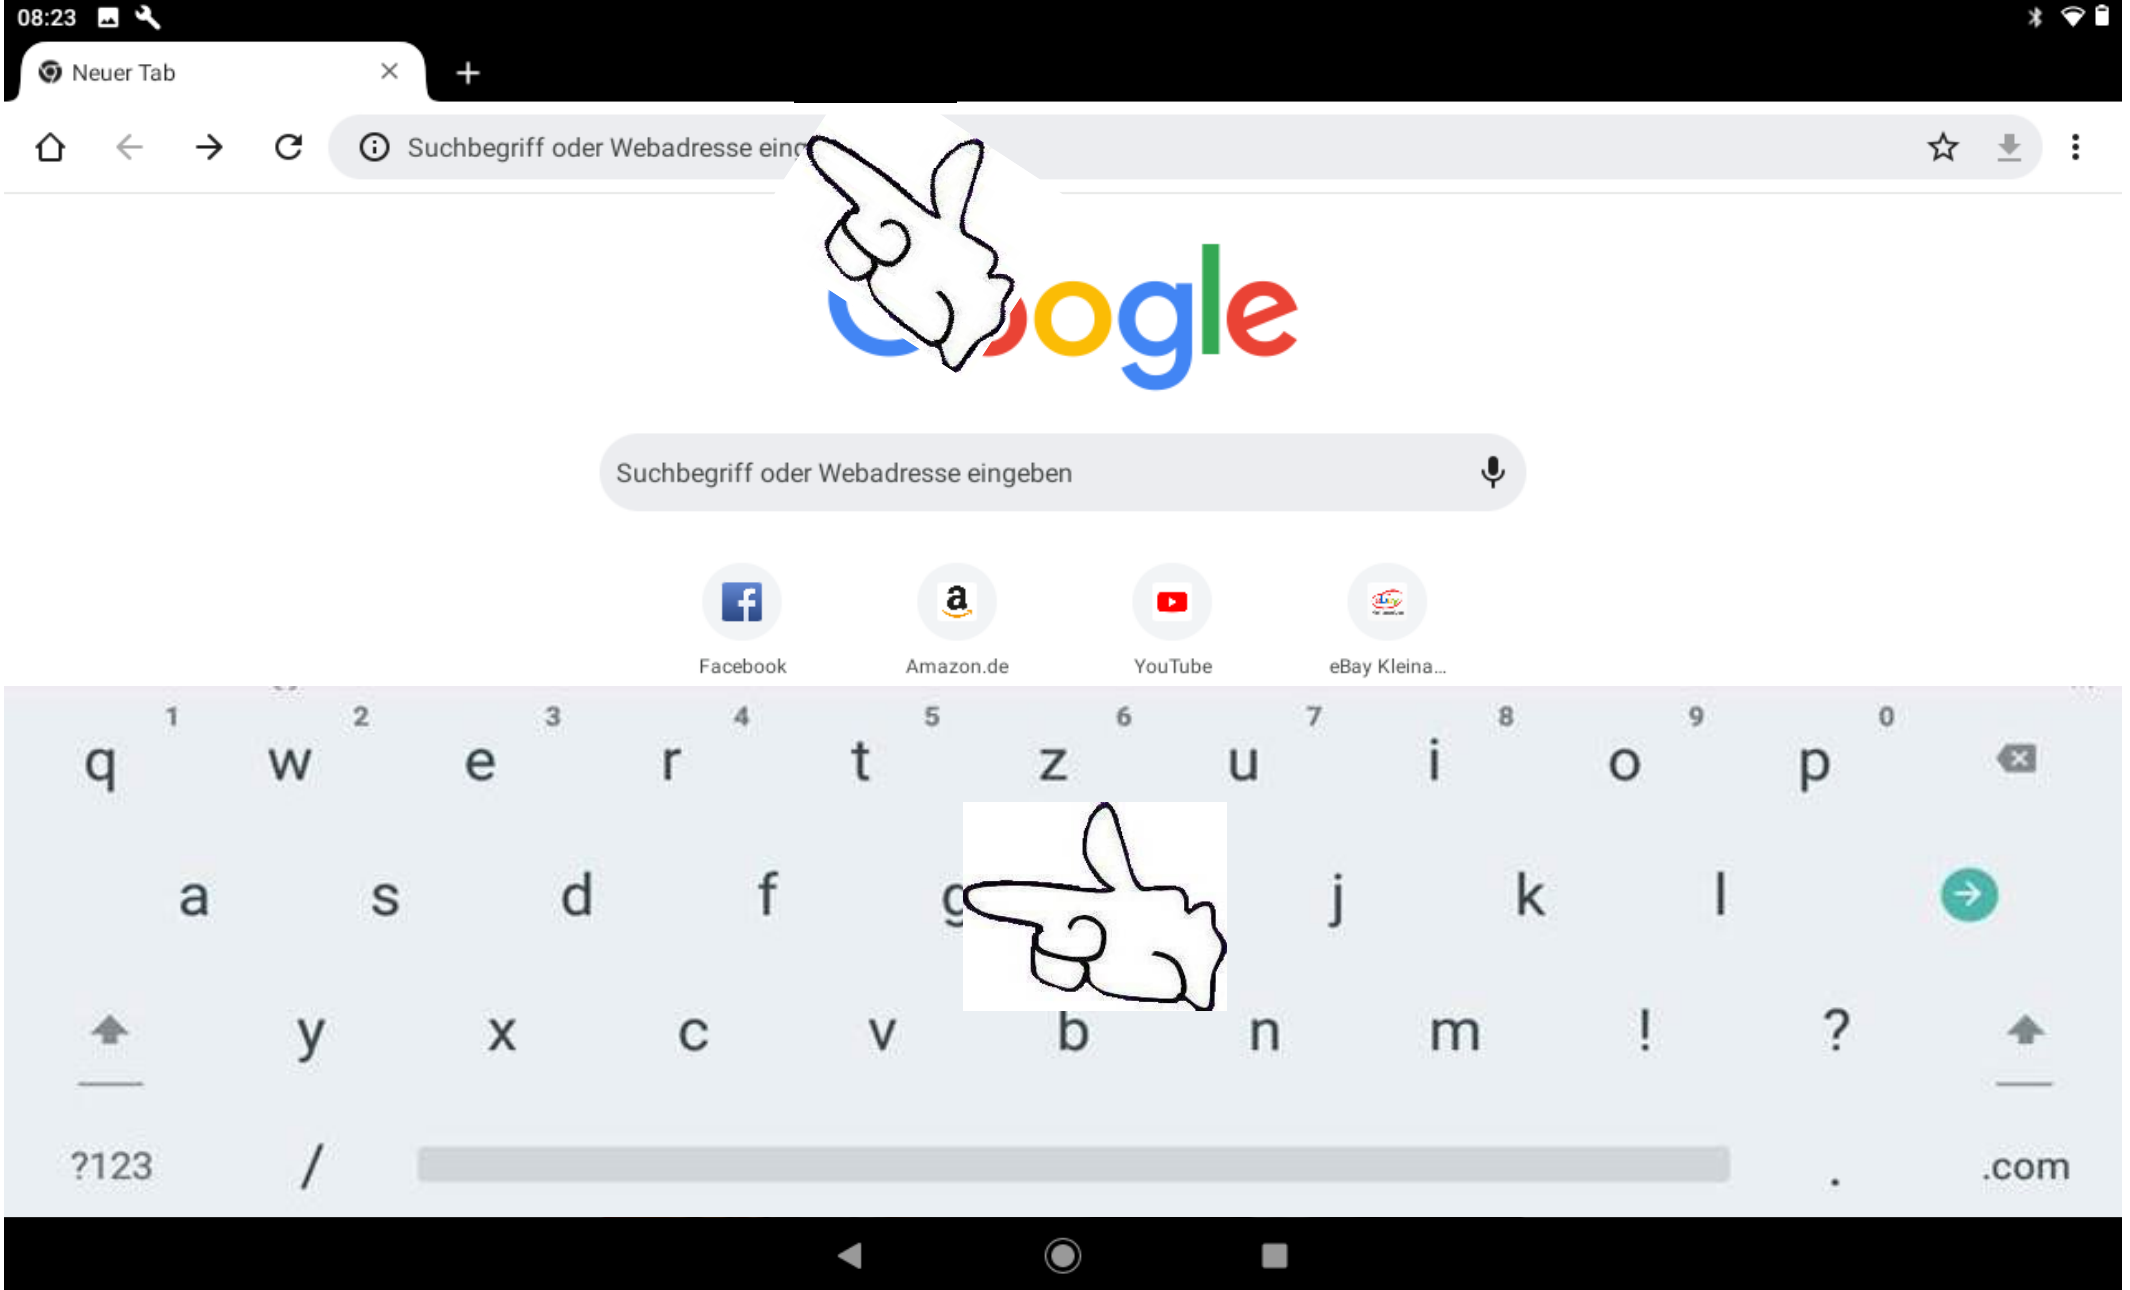 08:23
Neuer Tab
Suchbegriff oder Webadresse eing
ogle
Suchbegriff oder Webadresse eingeben
a
Facebook Amazon.de YouTube eBay Kleina...
1 2 3 4 5 6 7 8 9 0
q w e r t z u i o p
a s d f g j k l
y x c v b n m ! ?
?123 / . .com